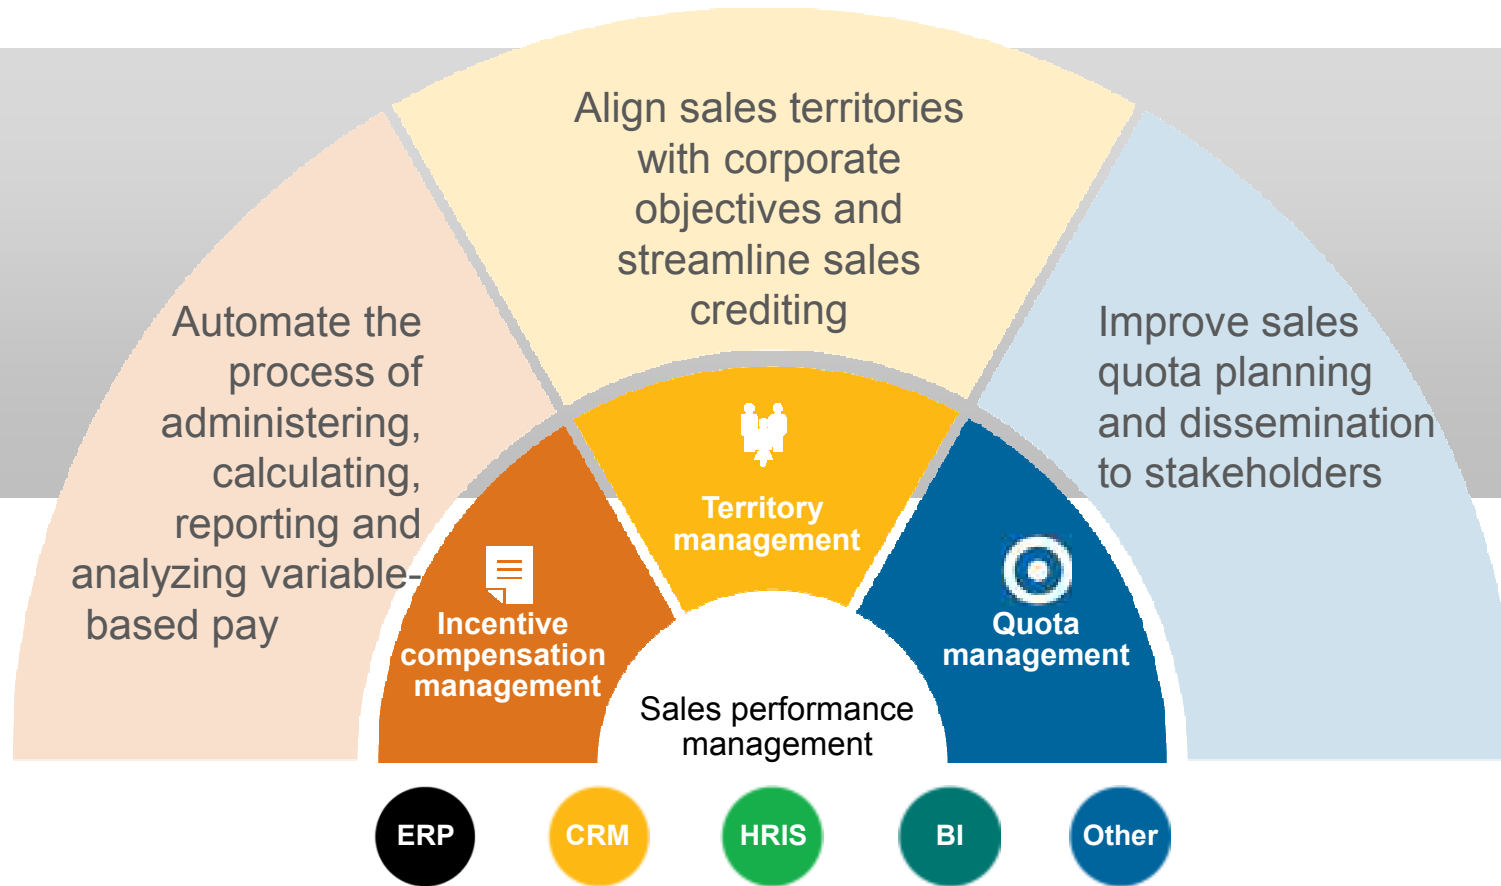 Align sales territories
with corporate
objectives and
streamline sales
crediting
Automate the
process of
administering,
calculating,
reporting and
analyzing variable-
based pay
Improve sales
quota planning
and dissemination
to stakeholders
Territory
management
Incentive
compensation
management
Quota
management
Sales performance
management
ERP
CRM
HRIS
BI
Other